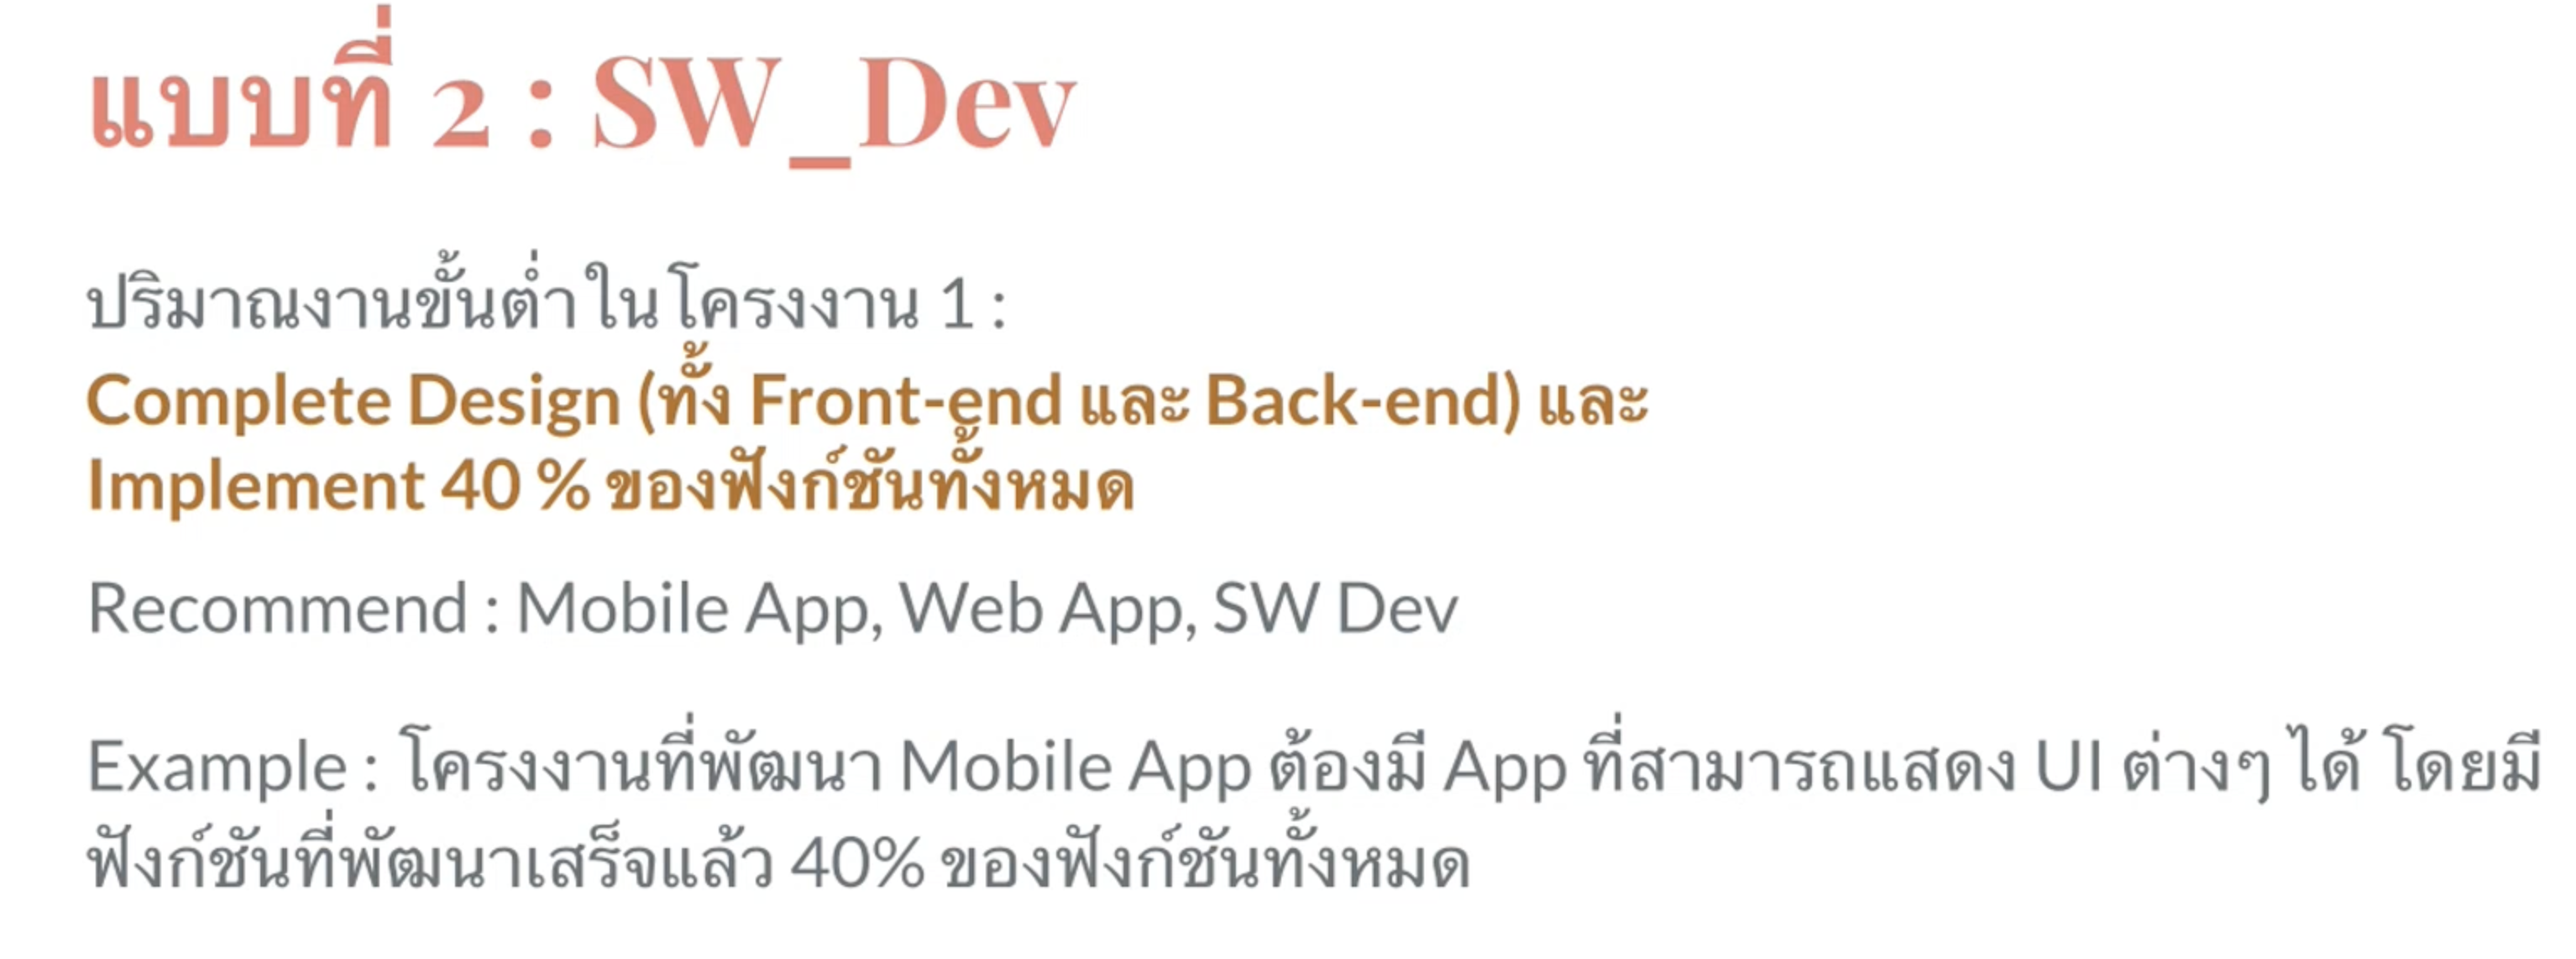 แบบที่ 2 : SW_Dev
ปริมาณงานขั้นต่ำ ในโครงงาน 1 :
Complete Design (ทั้ง Front-end และ Back-end) และ
Implement 40 % ของฟังก์ชันทั้งหมด
Recommend : Mobile App, Web App, SW Dev
Example : โครงงานที่พัฒนา Mobile App ต้องมี App ที่สามารถแสดง UI ต่างๆ ได้ โดยมี
ฟังก์ชันที่พัฒนาเสร็จแล้ว 40% ของฟังก์ชันทั้งหมด